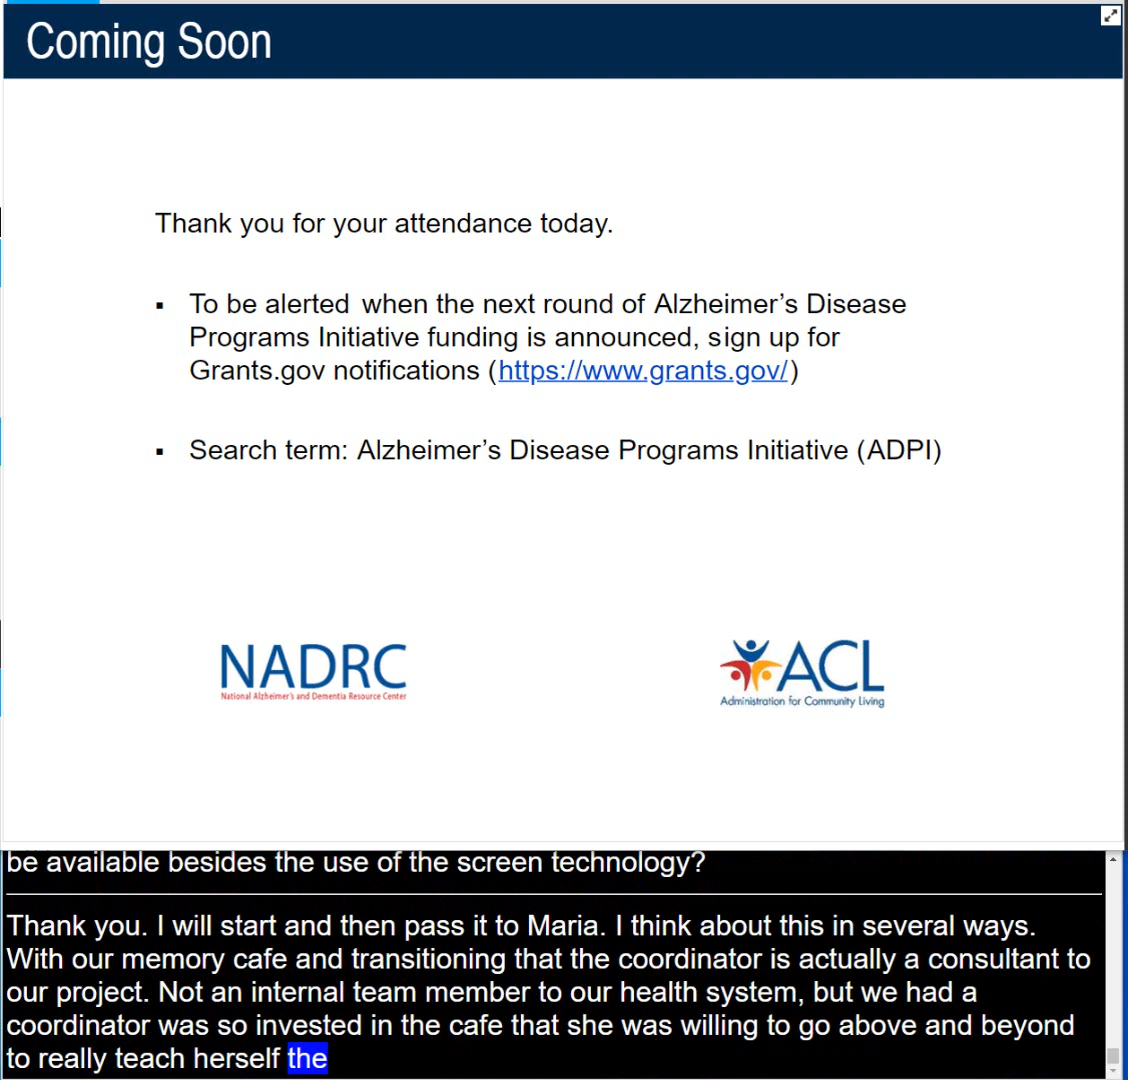 Coming Soon
Thank you for your attendance today.
▪ To be alerted when the next round of Alzheimer's Disease
Programs Initiative funding is announced, sign up for
Grants.gov notifications (https://www.grants.gov/)
▪ Search term: Alzheimer's Disease Programs Initiative (ADPI)
NADRC
National Alzheimer's and Dementia Resource Center
ACL
Administration for Community Living
be available besides the use of the screen technology?
Thank you. I will start and then pass it to Maria. I think about this in several ways.
With our memory cafe and transitioning that the coordinator is actually a consultant to
our project. Not an internal team member to our health system, but we had a
coordinator was so invested in the cafe that she was willing to go above and beyond
to really teach herself the